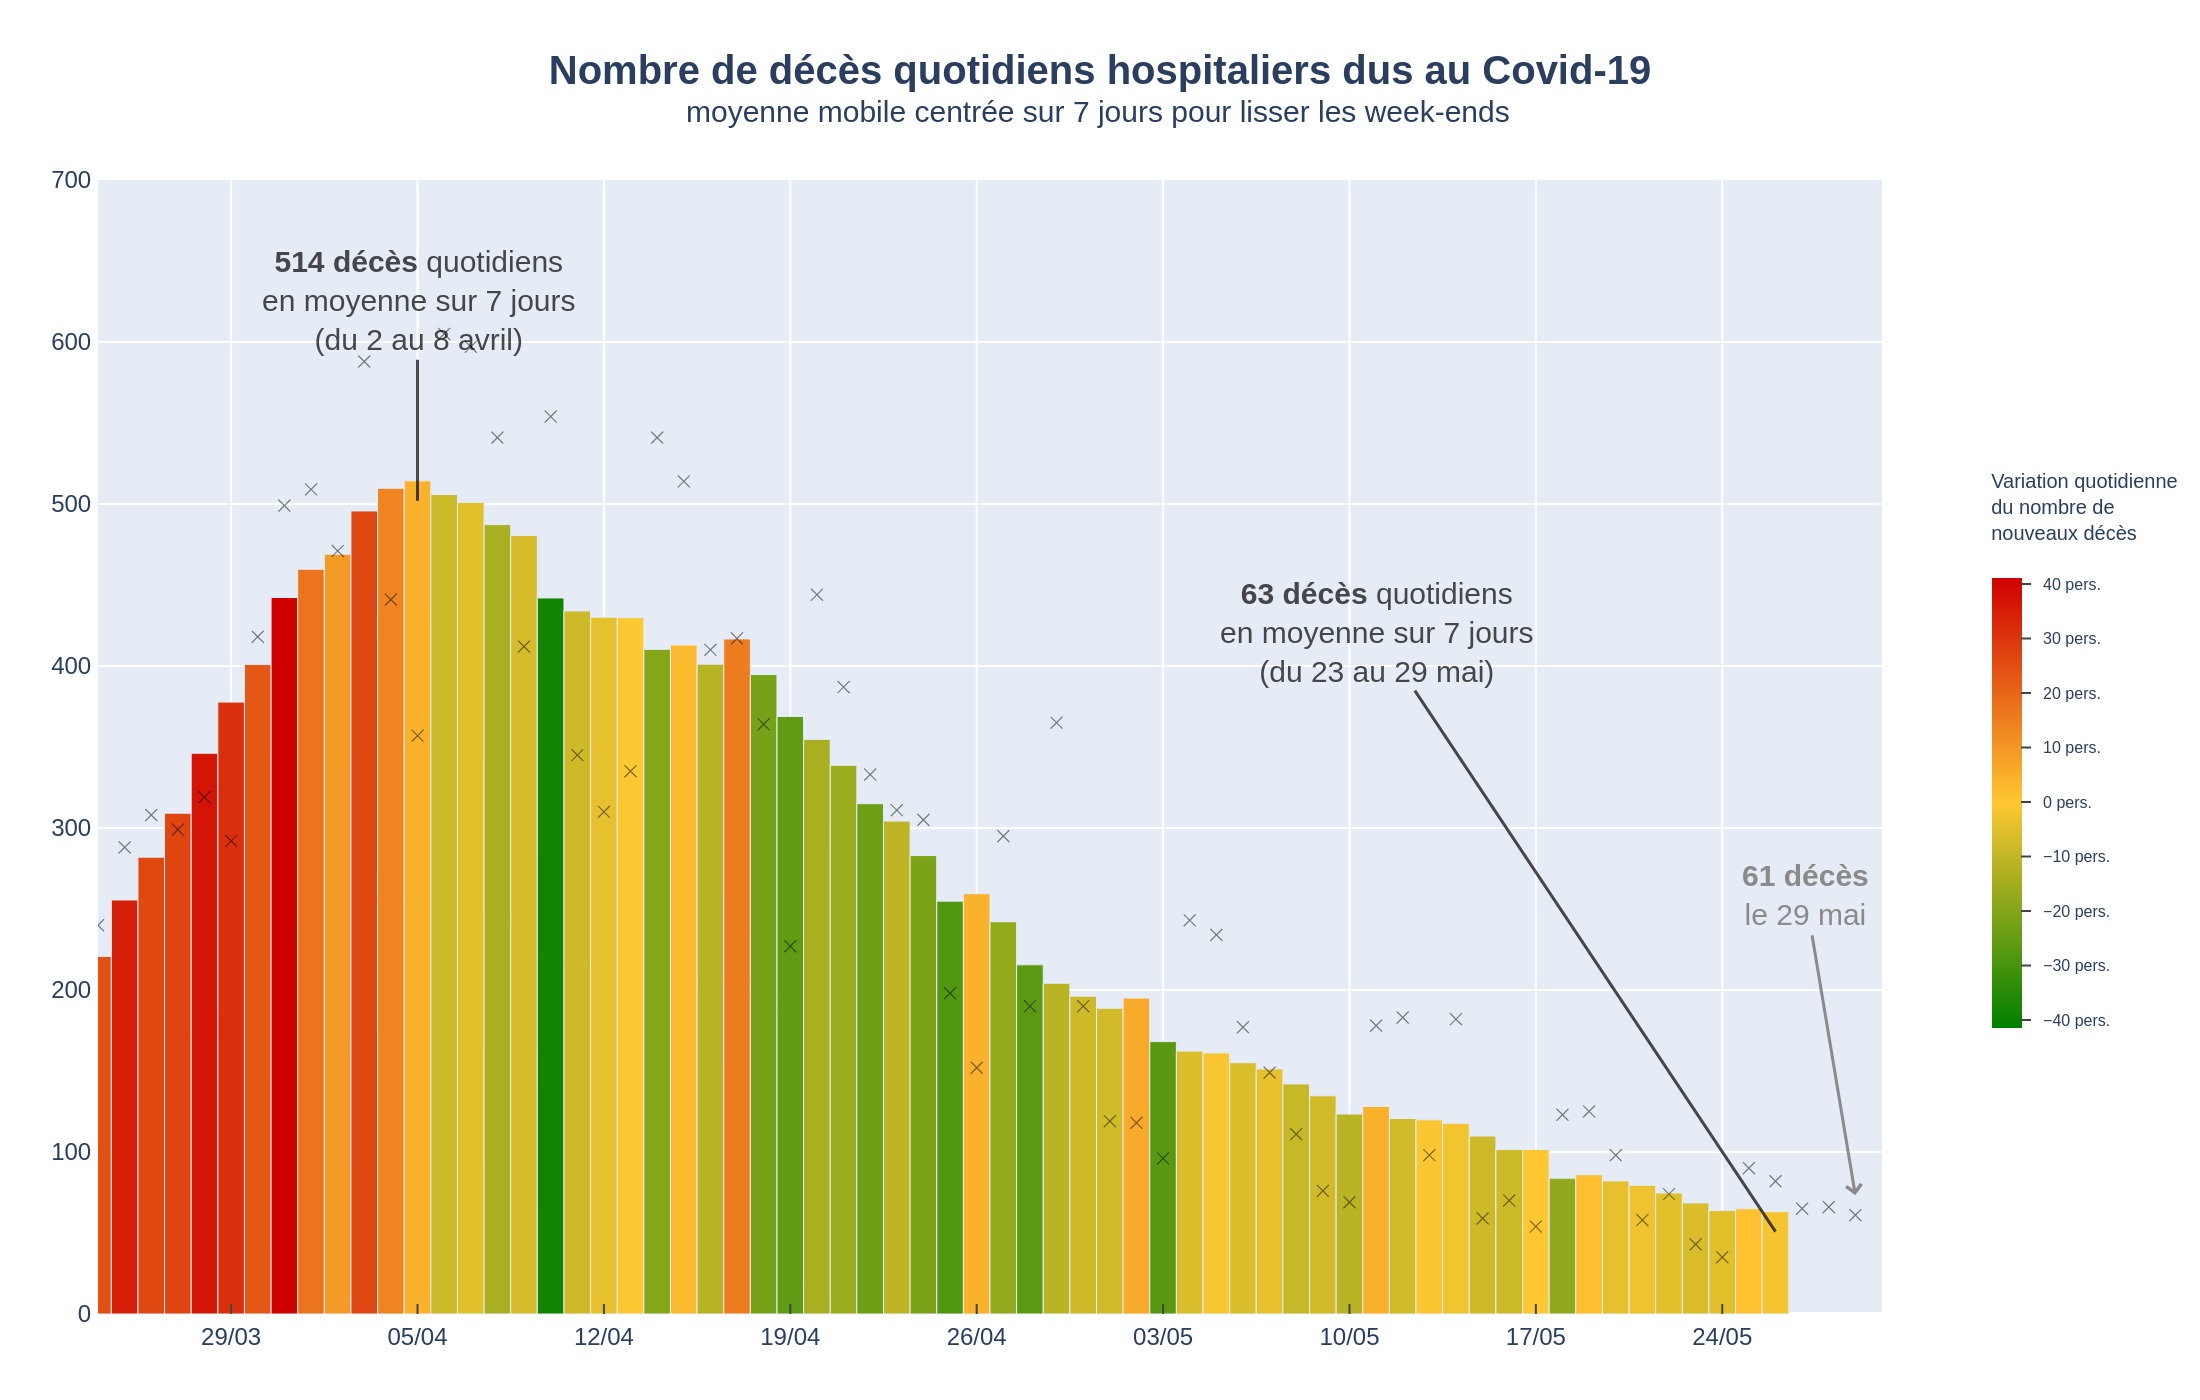 Nombre de décès quotidiens hospitaliers dus au Covid-19
moyenne mobile centrée sur 7 jours pour lisser les week-ends
700
600
500
400
300
200
100
0
514 décès quotidiens
en moyenne sur 7 jours
(du 2 au 8 avril)
63 décès quotidiens
en moyenne sur 7 jours
(du 23 au 29 mai)
61 décès
le 29 mai
29/03
05/04
12/04
19/04
26/04
03/05
10/05
17/05
24/05
Variation quotidienne
du nombre de
nouveaux décès
40 pers.
30 pers.
20 pers.
10 pers.
0 pers.
−10 pers.
−20 pers.
−30 pers.
−40 pers.